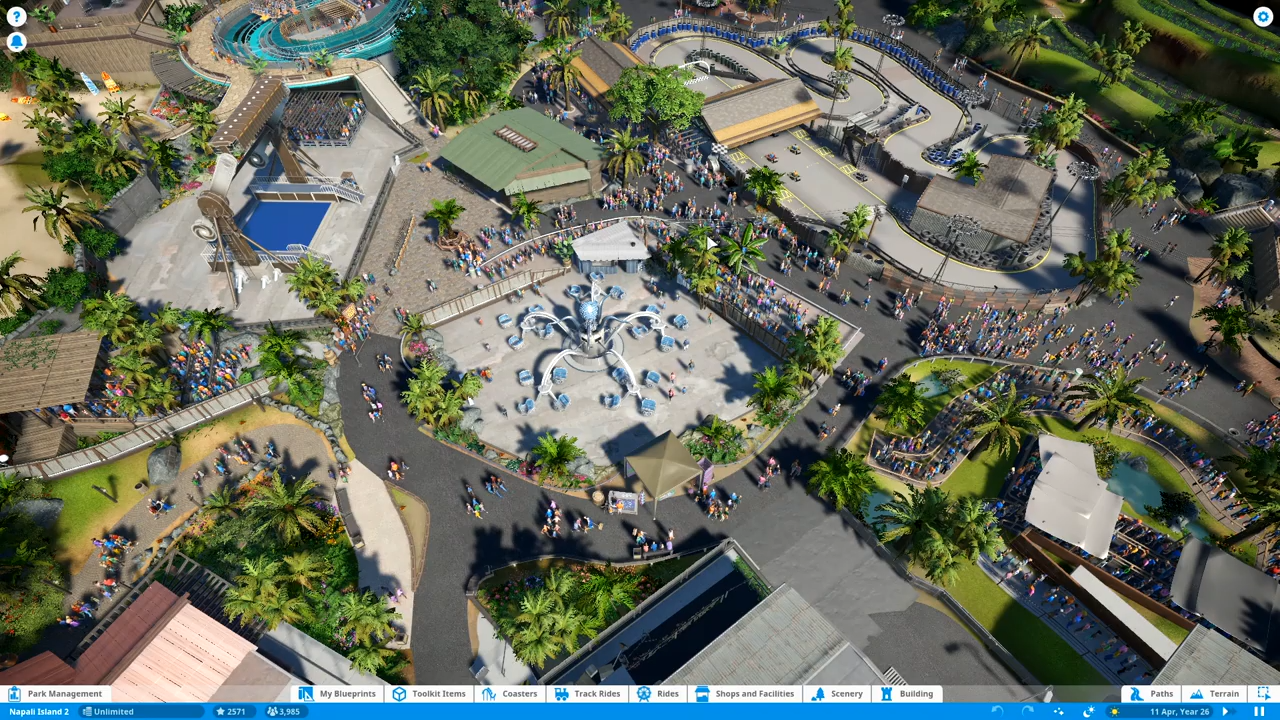 ?
Park Management
My Blueprints
Toolkit Items
Coasters
Track Rides
Rides
Shops and Facilities
Scenery
Building
Paths
Terrain
Napali Island 2
Unlimited
2571
3,985
11 Apr, Year 26